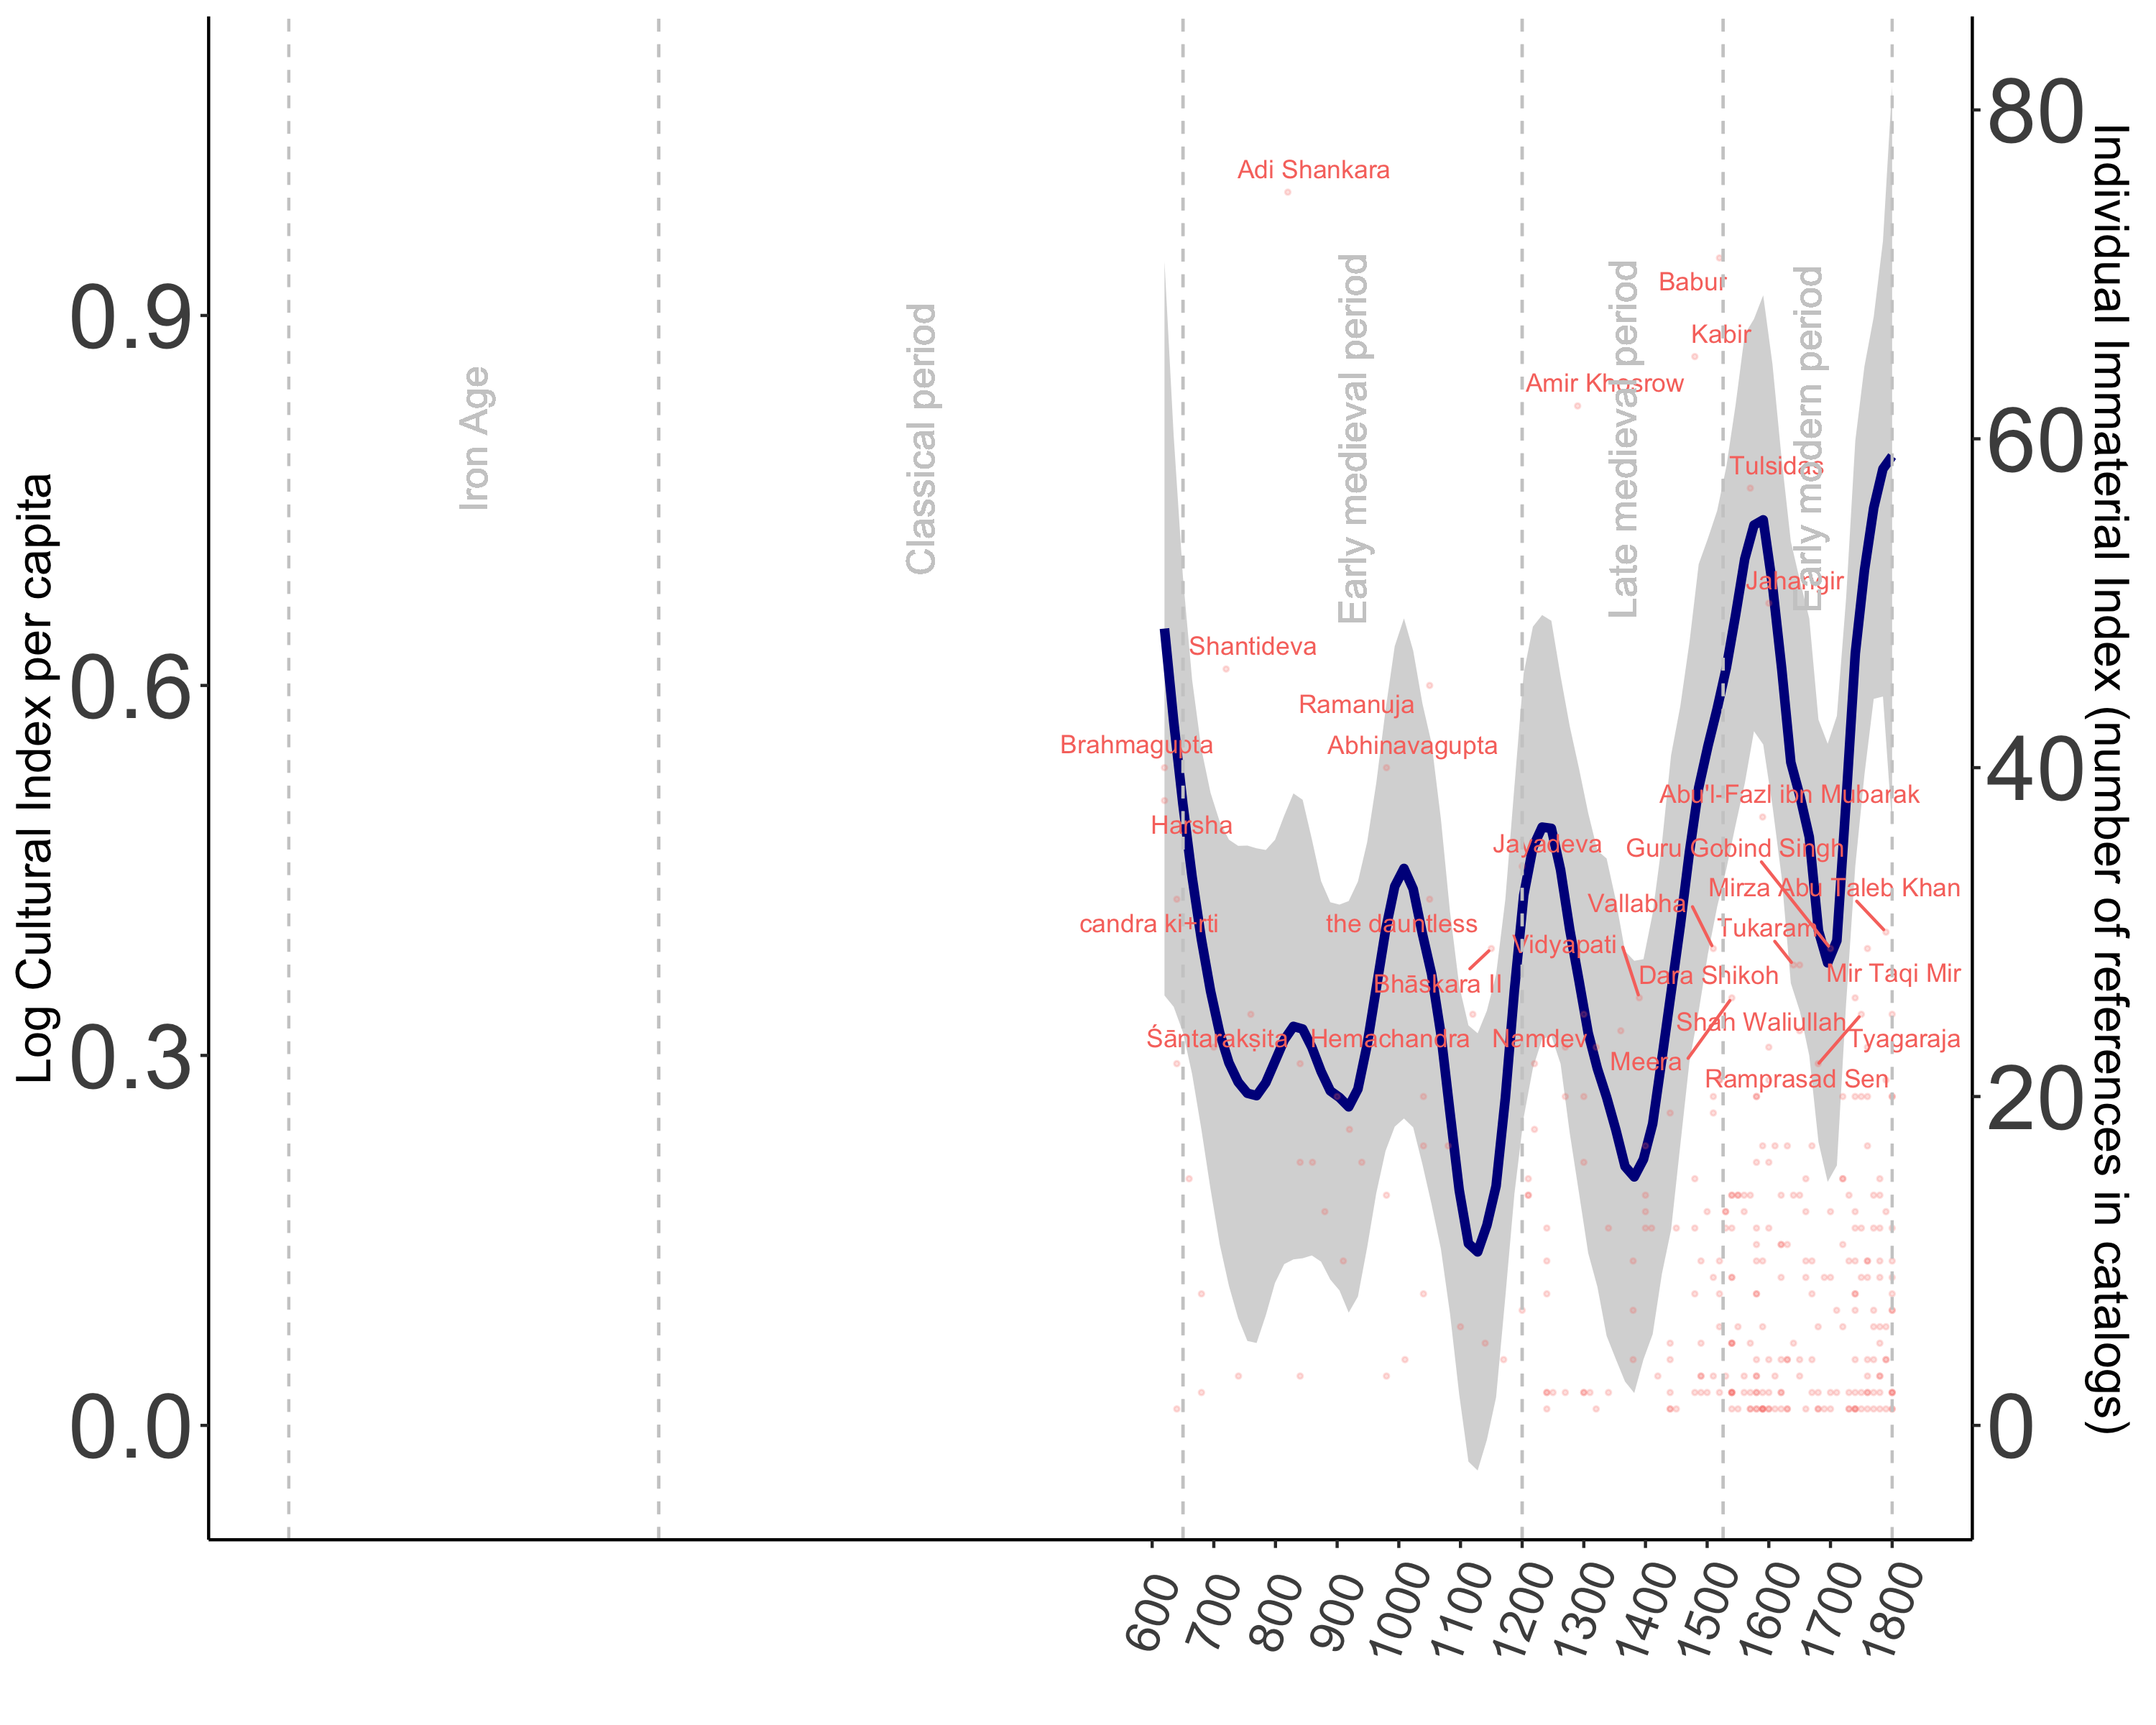 Log Cultural Index per capita
0.9
0.6
0.3
0.0
Individual Immaterial Index (number of references in catalogs)
80
60
40
20
0
Iron Age
Classical period
Early medieval period
Late medieval period
Early modern period
Adi Shankara
Babur
Kabir
Amir Khosrow
Tulsidas
Jahangir
Shantideva
Ramanuja
Brahmagupta
Abhinavagupta
Abu'l-Fazl ibn Mubarak
Harsha
Jayadeva
Guru Gobind Singh
Mirza Abu Taleb Khan
Vallabha
candra ki+rti
the dauntless
Tukaram
Vidyapati
Bhāskara II
Dara Shikoh
Mir Taqi Mir
Shah Waliullah
Śāntarakṣita
Hemachandra
Namdev
Tyagaraja
Meera
Ramprasad Sen
600
700
800
900
1000
1100
1200
1300
1400
1500
1600
1700
1800